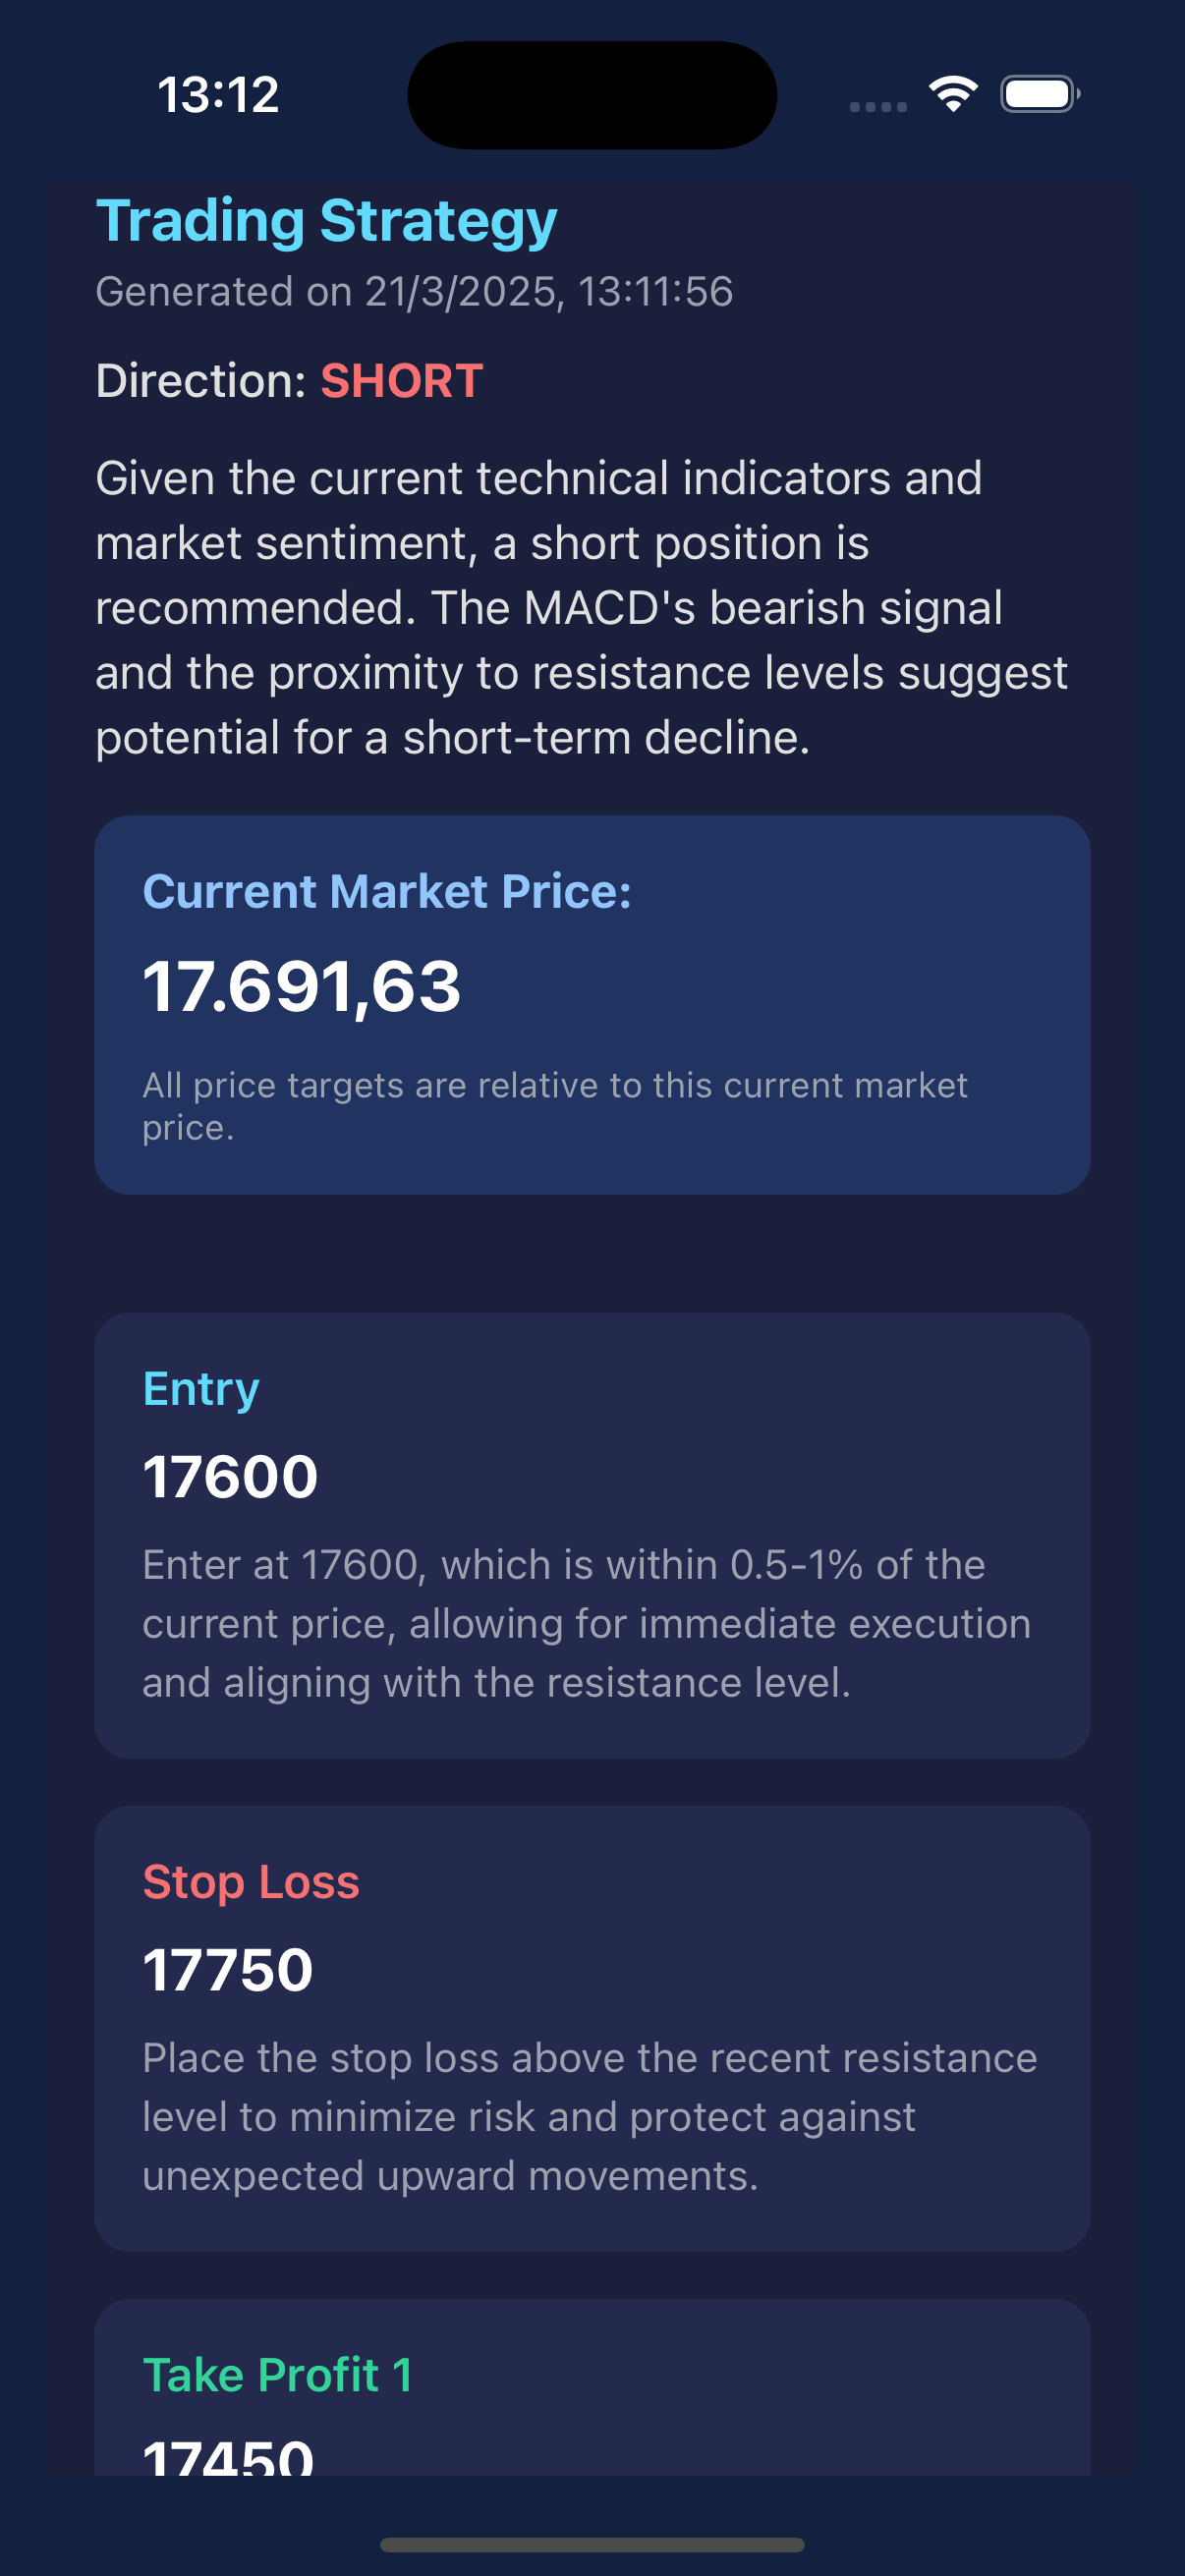 13:12
Trading Strategy
Generated on 21/3/2025, 13:11:56
Direction: SHORT
Given the current technical indicators and
market sentiment, a short position is
recommended. The MACD's bearish signal
and the proximity to resistance levels suggest
potential for a short-term decline.
Current Market Price:
17.691,63
All price targets are relative to this current market
price.
Entry
17600
Enter at 17600, which is within 0.5-1% of the
current price, allowing for immediate execution
and aligning with the resistance level.
Stop Loss
17750
Place the stop loss above the recent resistance
level to minimize risk and protect against
unexpected upward movements.
Take Profit 1
17450